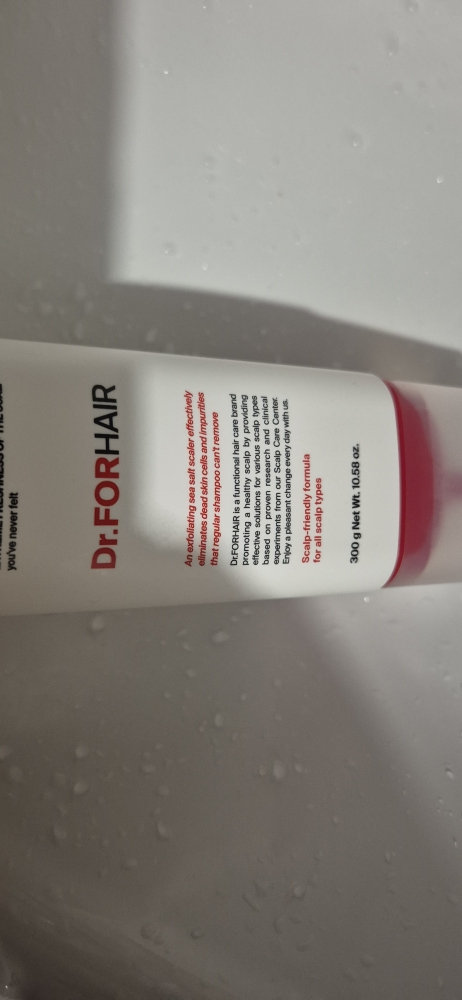 you've never felt
Dr.FORHAIR
An exfoliating sea salt scaler effectively
eliminates dead skin cells and impurities
that regular shampoo can't remove
Dr.FORHAIR is a functional hair care brand
promoting a healthy scalp by providing
effective solutions for various scalp types
based on proven research and clinical
experiments from our Scalp Care Center.
Enjoy a pleasant change every day with us.
Scalp-friendly formula
for all scalp types
300 g Net Wt. 10.58 oz.